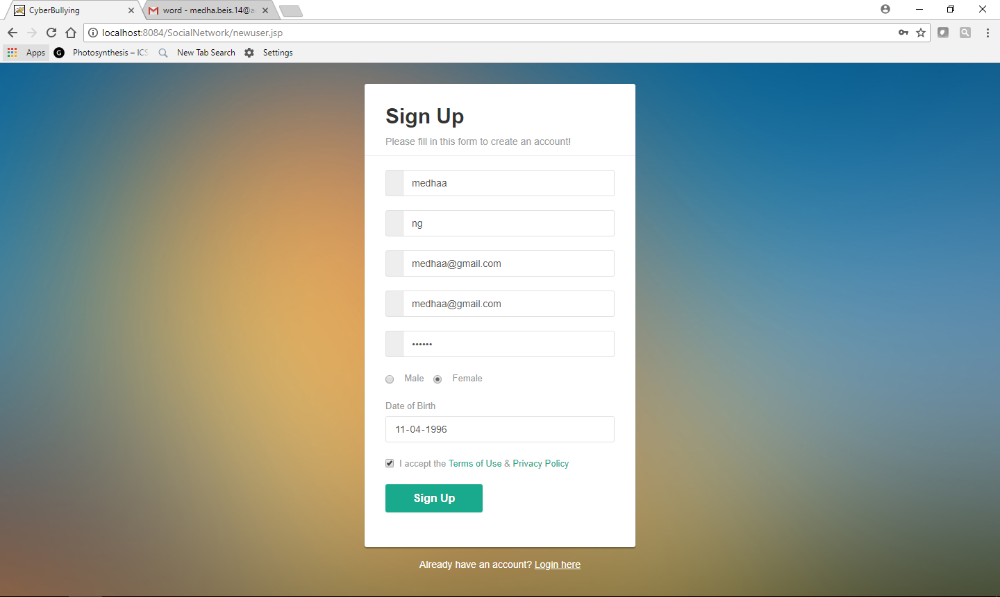 CyberBullying
word - medha.beis.14@a
localhost:8084/SocialNetwork/newuser.jsp
Apps
G
Photosynthesis – ICS
New Tab Search
Settings
Sign Up
Please fill in this form to create an account!
medhaa
ng
medhaa@gmail.com
medhaa@gmail.com
••••••
Male Female
Date of Birth
11-04-1996
I accept the Terms of Use & Privacy Policy
Sign Up
Already have an account? Login here